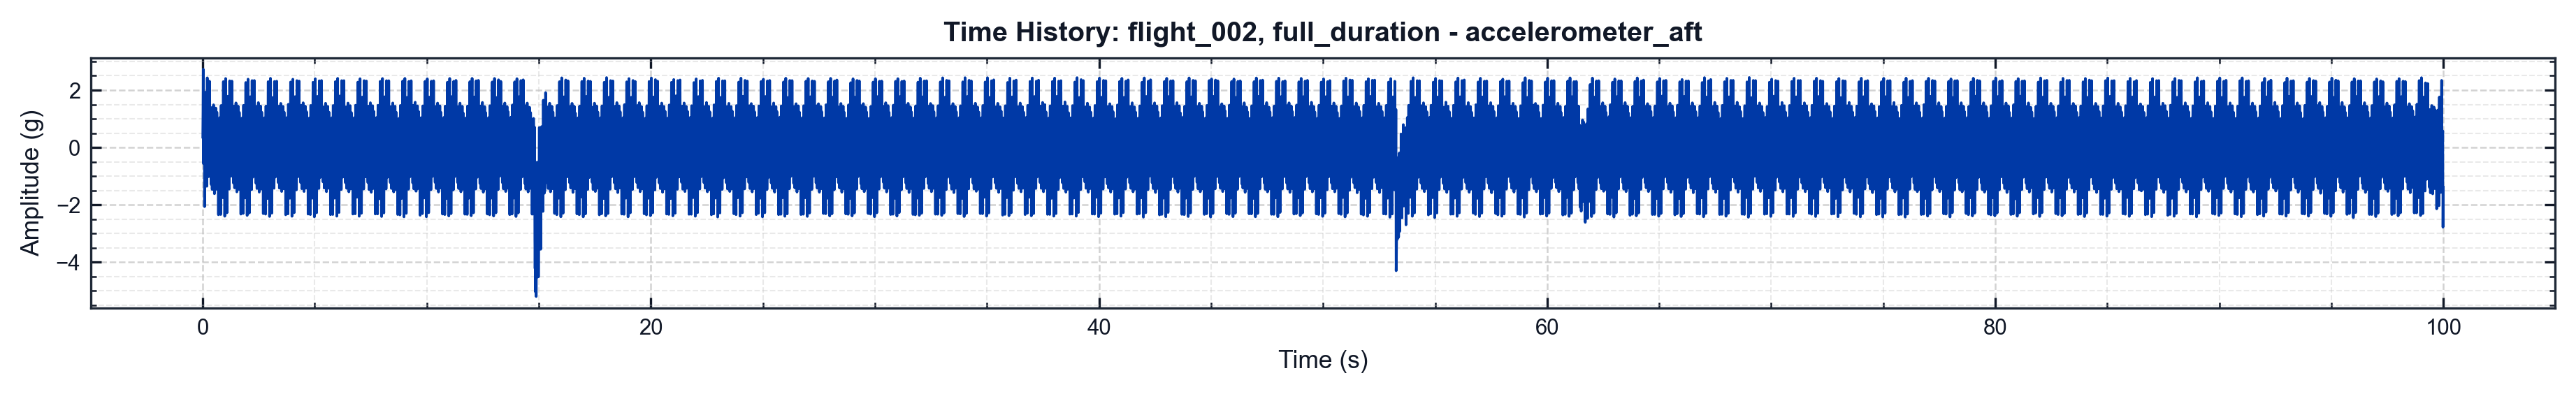 Time History: flight_002, full_duration - accelerometer_aft
Amplitude (g)
2
0
−2
−4
0 20 40 60 80 100
Time (s)